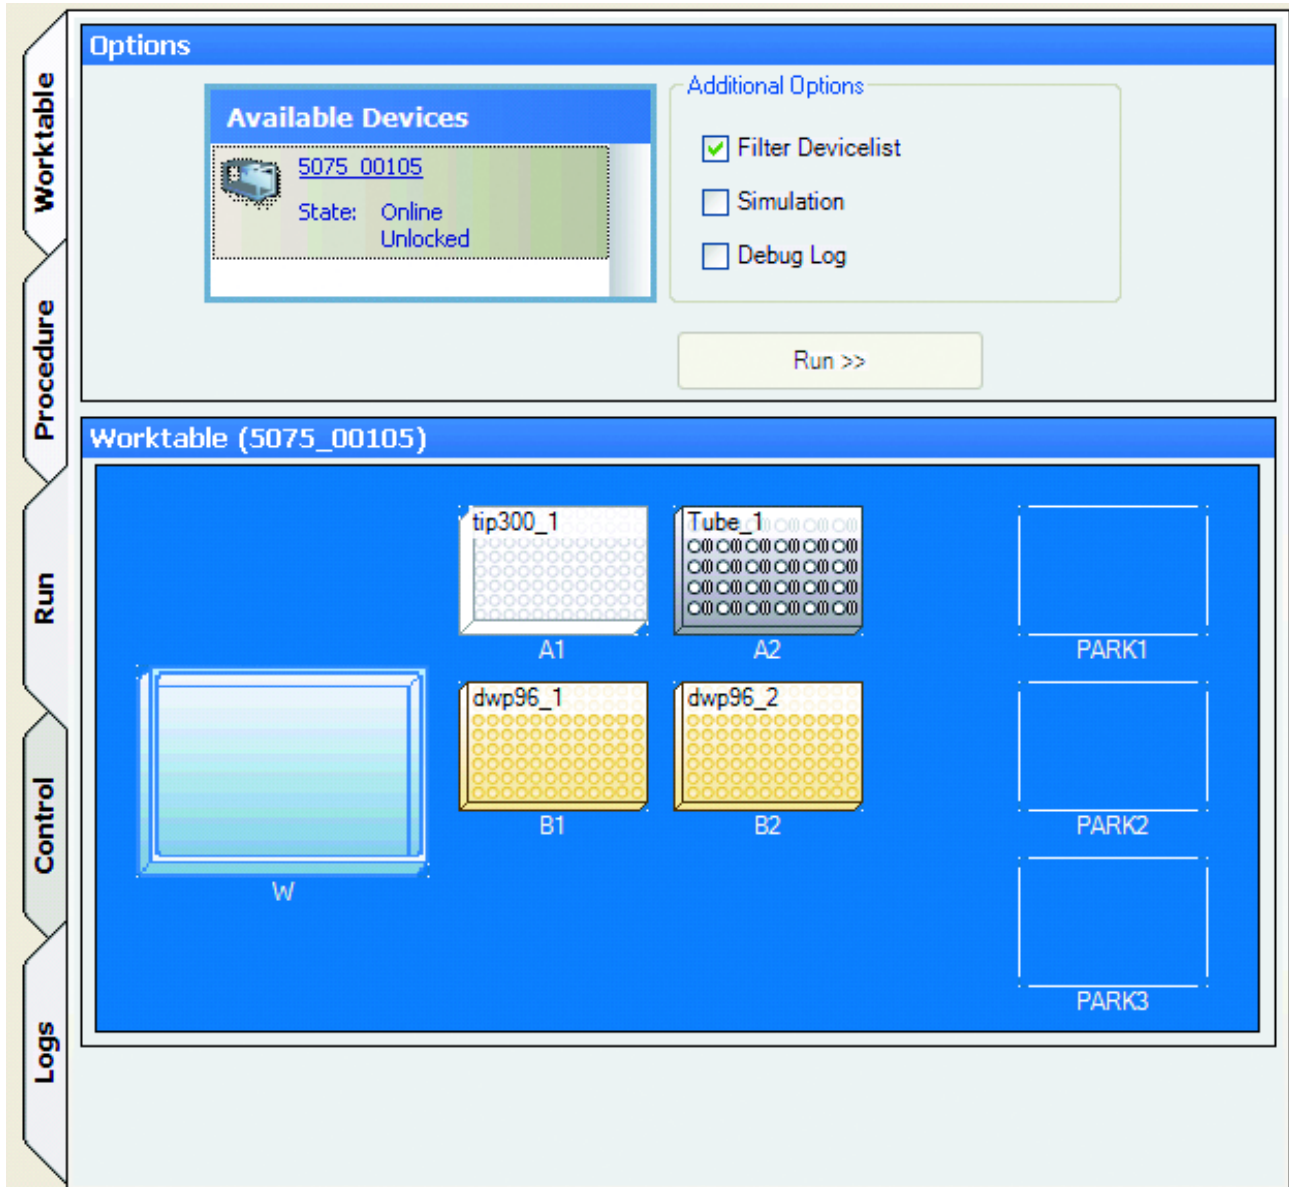 Worktable
Procedure
Run
Control
Logs
Options
Available Devices
5075_00105
State: Online
Unlocked
Additional Options
Filter Devicelist
Simulation
Debug Log
Run >>
Worktable (5075_00105)
tip300_1
Tube_1
A1
A2
PARK1
dwp96_1
dwp96_2
B1
B2
PARK2
W
PARK3